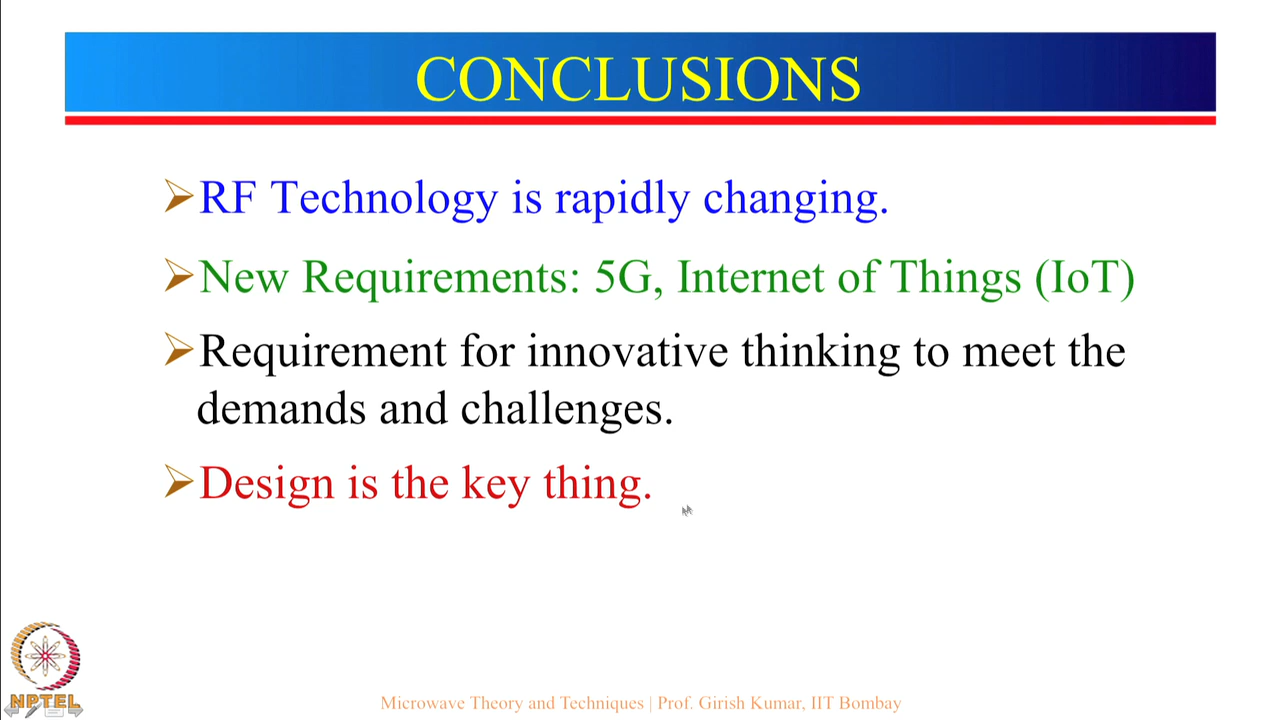 CONCLUSIONS
RF Technology is rapidly changing.
New Requirements: 5G, Internet of Things (IoT)
Requirement for innovative thinking to meet the
demands and challenges.
Design is the key thing.
NPTEL
Microwave Theory and Techniques | Prof. Girish Kumar, IIT Bombay